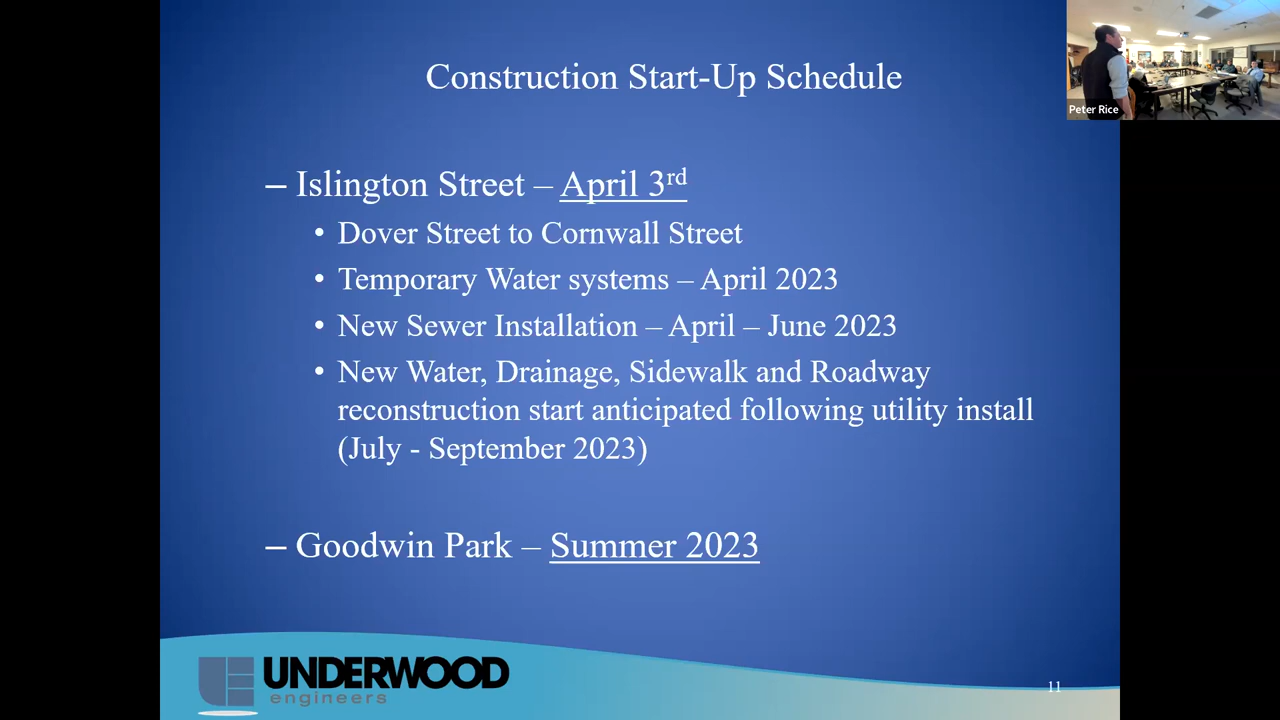 Construction Start-Up Schedule
Peter Rice
– Islington Street – April 3rd
• Dover Street to Cornwall Street
• Temporary Water systems – April 2023
• New Sewer Installation – April – June 2023
• New Water, Drainage, Sidewalk and Roadway
reconstruction start anticipated following utility install
(July - September 2023)
– Goodwin Park – Summer 2023
UNDERWOOD
engineers
11